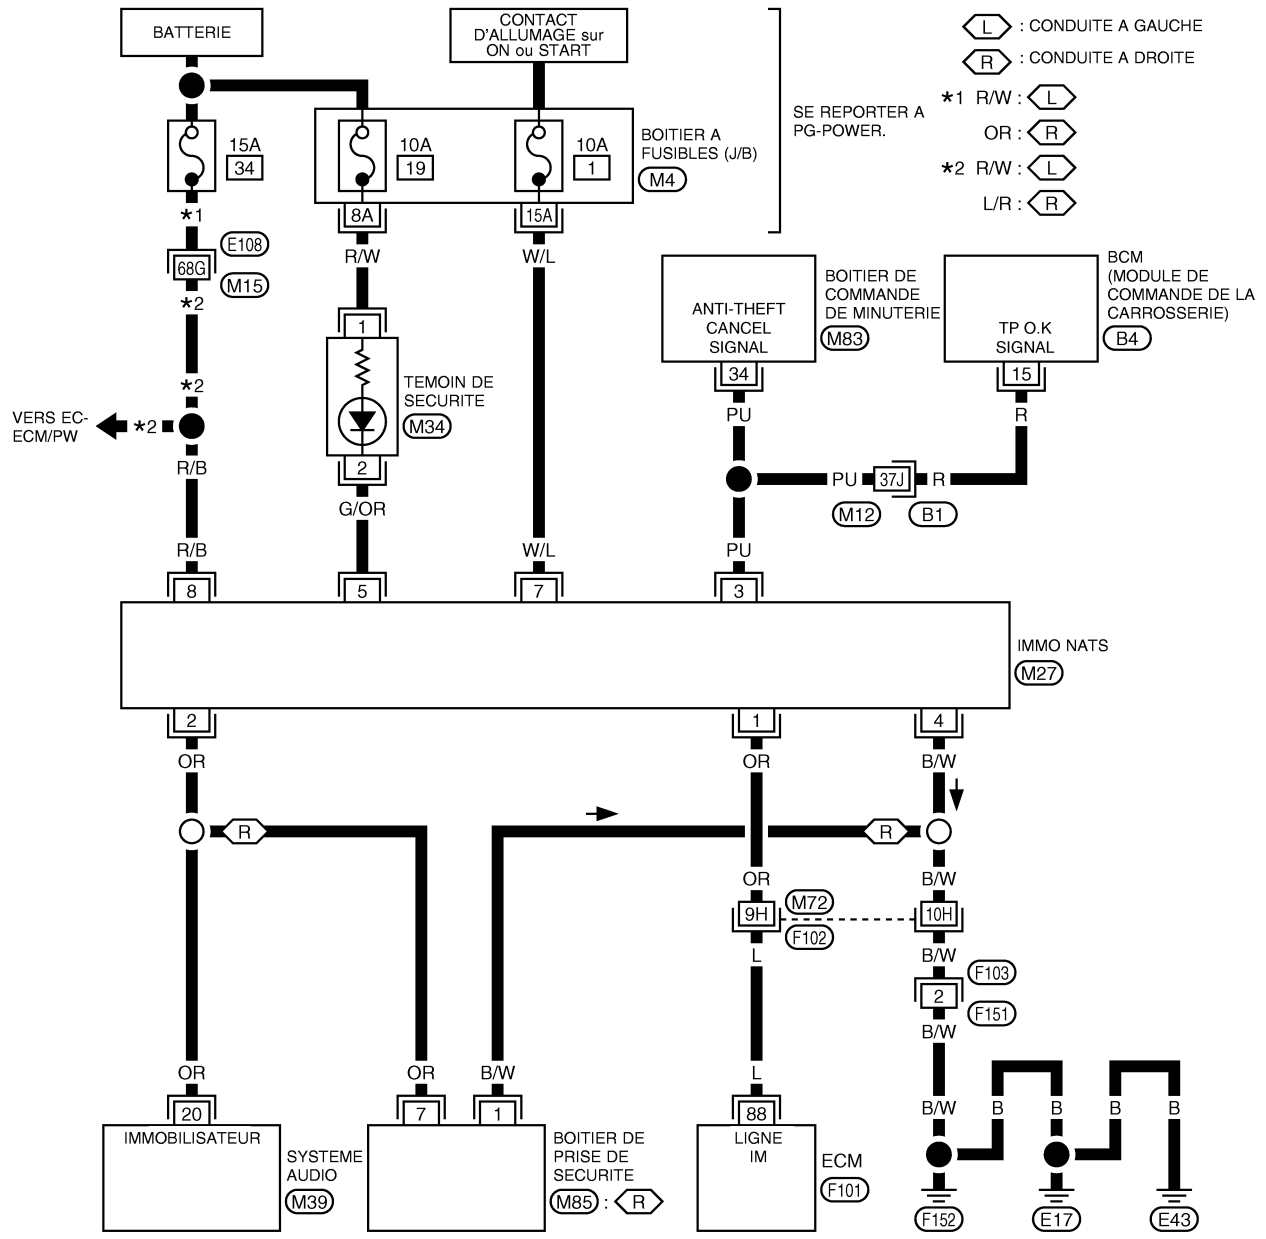 BATTERIE
CONTACT
D'ALLUMAGE sur
ON ou START
L : CONDUITE A GAUCHE
R : CONDUITE A DROITE
*1 R/W : L
OR : R
*2 R/W : L
L/R : R
SE REPORTER A
PG-POWER.
15A
34
10A
19
10A
1
BOITIER A
FUSIBLES (J/B)
M4
*1
8A
15A
E108
68G
M15
R/W
W/L
*2
1
BOITIER DE
COMMANDE
DE MINUTERIE
M83
ANTI-THEFT
CANCEL
SIGNAL
34
BCM
(MODULE DE
COMMANDE DE LA
CARROSSERIE)
B4
TP O.K
SIGNAL
15
*2
TEMOIN DE
SECURITE
M34
VERS EC-
ECM/PW
*2
PU
R
R/B
2
PU
37J
R
M12
B1
G/OR
R/B
W/L
PU
8
5
7
3
IMMO NATS
M27
2
1
4
OR
OR
B/W
R
R
OR
B/W
9H
M72
F102
10H
L
B/W
F103
2
F151
B/W
OR
OR
B/W
L
B/W
B
B
B
B
20
7
1
88
IMMOBILISATEUR
SYSTEME
AUDIO
M39
BOITIER DE
PRISE DE
SECURITE
M85 : R
LIGNE
IM
ECM
F101
F152
E17
E43